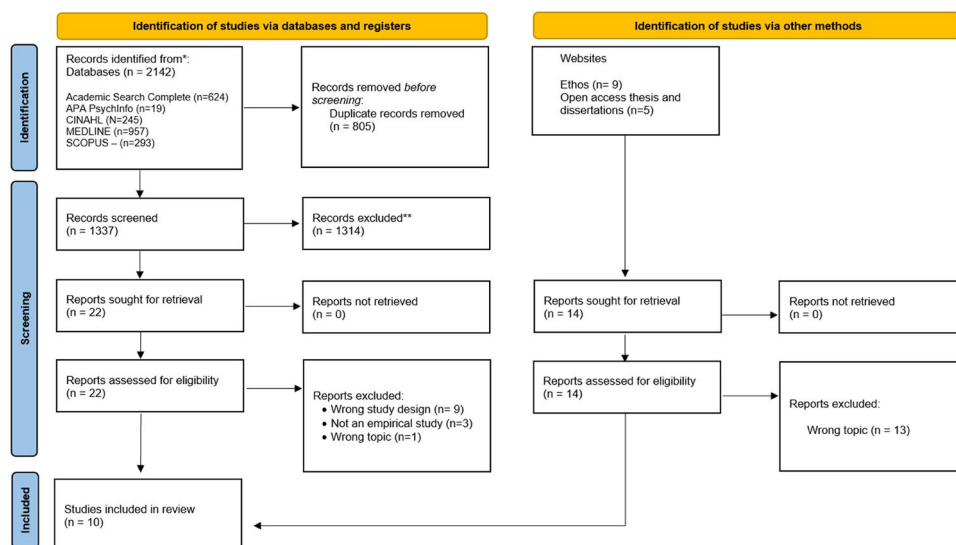 Identification of studies via databases and registers
Identification of studies via other methods
Identification
Records identified from*:
Databases (n = 2142)
Academic Search Complete (n=624)
APA PsychInfo (n=19)
CINAHL (N=245)
MEDLINE (n=957)
SCOPUS – (n=293)
Records removed before
screening:
Duplicate records removed
(n = 805)
Websites
Ethos (n= 9)
Open access thesis and
dissertations (n=5)
Screening
Records screened
(n = 1337)
Records excluded**
(n = 1314)
Reports sought for retrieval
(n = 22)
Reports not retrieved
(n = 0)
Reports sought for retrieval
(n = 14)
Reports not retrieved
(n = 0)
Reports assessed for eligibility
(n = 22)
Reports excluded:
• Wrong study design (n= 9)
• Not an empirical study (n=3)
• Wrong topic (n=1)
Reports assessed for eligibility
(n = 14)
Reports excluded:
Wrong topic (n = 13)
Included
Studies included in review
(n = 10)